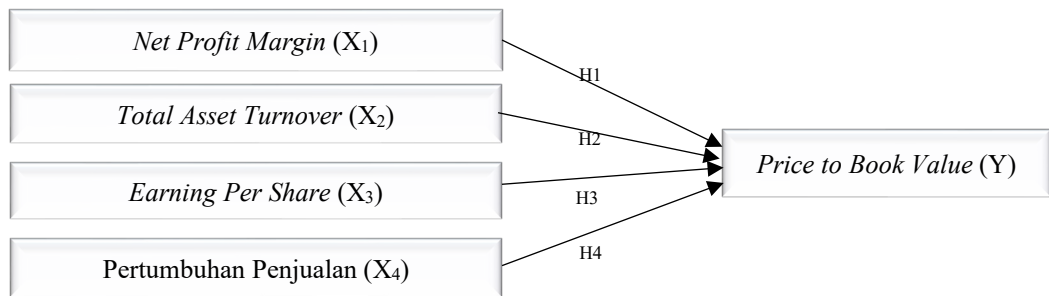 Net Profit Margin (X₁)
H1
Total Asset Turnover (X₂)
H2
Price to Book Value (Y)
Earning Per Share (X₃)
H3
Pertumbuhan Penjualan (X₄)
H4